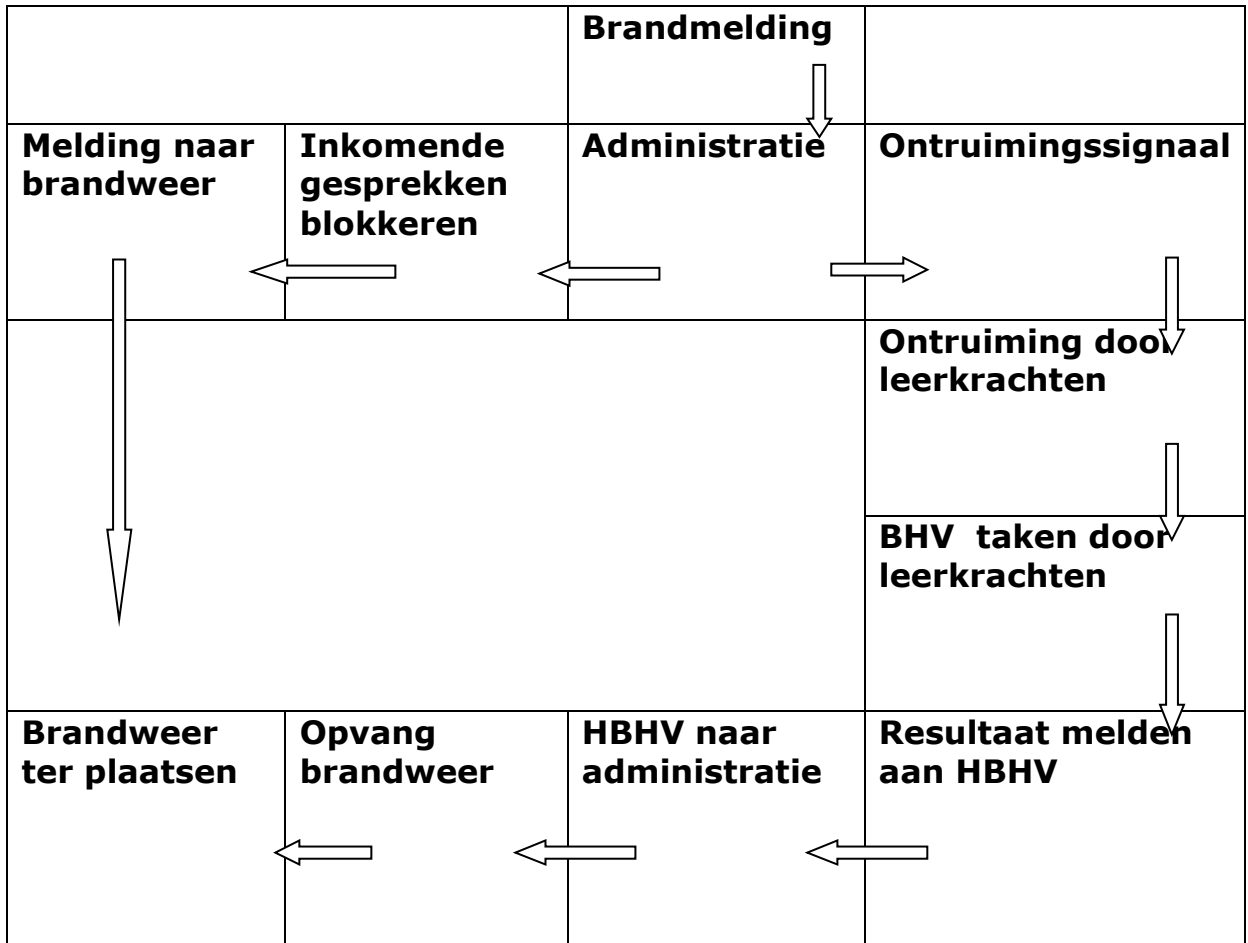 Brandmelding
Melding naar
brandweer
Inkomende
gesprekken
blokkeren
Administratie
Ontruimingssignaal
Ontruiming door
leerkrachten
BHV taken door
leerkrachten
Brandweer
ter plaatsen
Opvang
brandweer
HBHV naar
administratie
Resultaat melden
aan HBHV